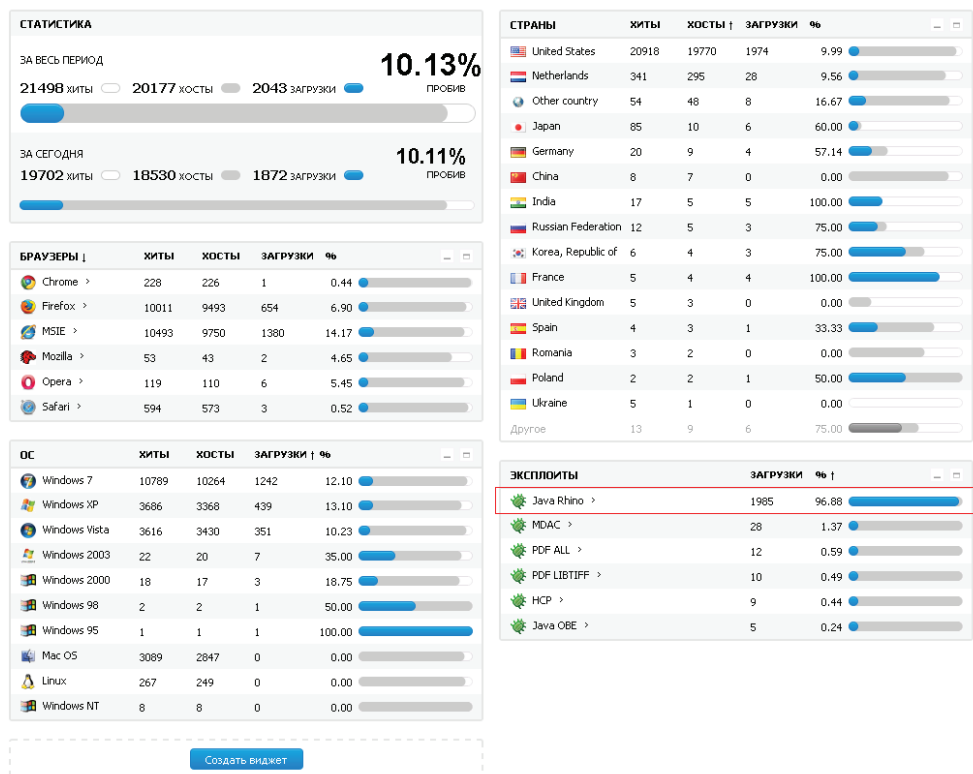 СТАТИСТИКА
ЗА ВЕСЬ ПЕРИОД
10.13%
21498 ХИТЫ 20177 ХОСТЫ 2043 ЗАГРУЗКИ ПРОБИВ
ЗА СЕГОДНЯ
10.11%
19702 ХИТЫ 18530 ХОСТЫ 1872 ЗАГРУЗКИ ПРОБИВ
БРАУЗЕРЫ ↓ ХИТЫ ХОСТЫ ЗАГРУЗКИ %
Chrome > 228 226 1 0.44
Firefox > 10011 9493 654 6.90
MSIE > 10493 9750 1380 14.17
Mozilla > 53 43 2 4.65
Opera > 119 110 6 5.45
Safari > 594 573 3 0.52
ОС ХИТЫ ХОСТЫ ЗАГРУЗКИ ↑ %
Windows 7 10789 10264 1242 12.10
Windows XP 3686 3368 439 13.10
Windows Vista 3616 3430 351 10.23
Windows 2003 22 20 7 35.00
Windows 2000 18 17 3 18.75
Windows 98 2 2 1 50.00
Windows 95 1 1 1 100.00
Mac OS 3089 2847 0 0.00
Linux 267 249 0 0.00
Windows NT 8 8 0 0.00
Создать виджет
СТРАНЫ ХИТЫ ХОСТЫ ↑ ЗАГРУЗКИ %
United States 20918 19770 1974 9.99
Netherlands 341 295 28 9.56
Other country 54 48 8 16.67
Japan 85 10 6 60.00
Germany 20 9 4 57.14
China 8 7 0 0.00
India 17 5 5 100.00
Russian Federation 12 5 3 75.00
Korea, Republic of 6 4 3 75.00
France 5 4 4 100.00
United Kingdom 5 3 0 0.00
Spain 4 3 1 33.33
Romania 3 2 0 0.00
Poland 2 2 1 50.00
Ukraine 5 1 0 0.00
Другое 13 9 6 75.00
ЭКСПЛОИТЫ ЗАГРУЗКИ % ↑
Java Rhino > 1985 96.88
MDAC > 28 1.37
PDF ALL > 12 0.59
PDF LIBTIFF > 10 0.49
HCP > 9 0.44
Java OBE > 5 0.24